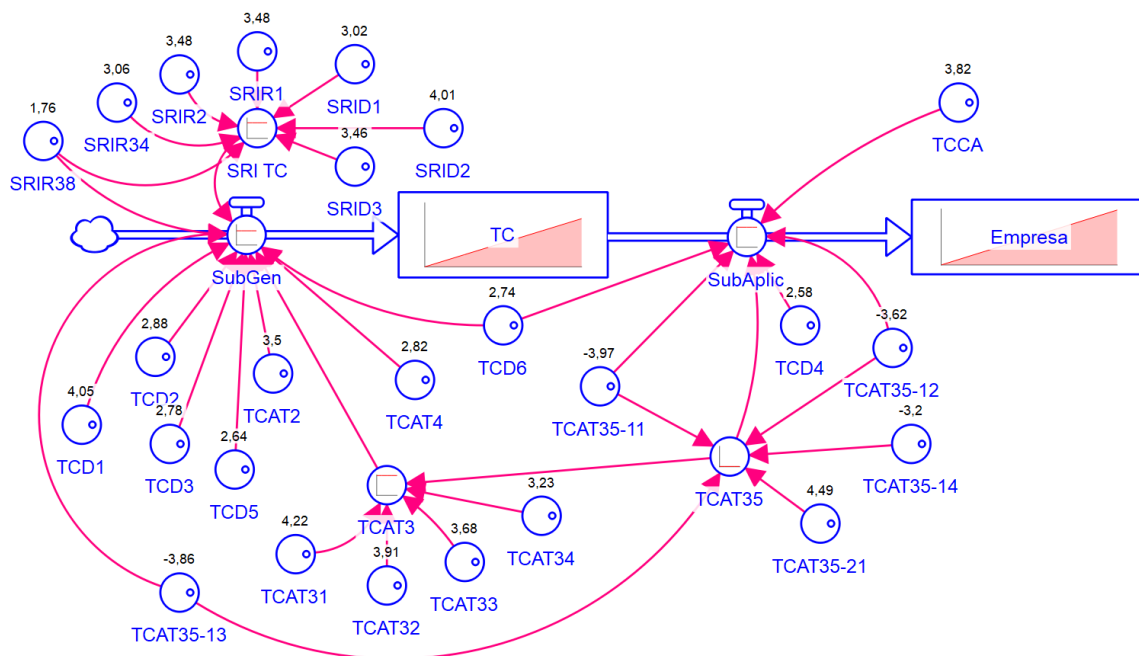 3,48
3,48
3,02
3,06
4,01
1,76
3,82
SRIR1
SRIR2
SRID1
SRIR34
3,46
TCCA
SRI TC
SRID2
SRIR38
SRID3
TC
Empresa
SubGen
SubAplic
2,74
2,58
2,88
-3,62
3,5
2,82
-3,97
TCD6
TCD4
4,05
TCD2
TCAT35-12
2,78
TCAT2
TCAT4
-3,2
2,64
TCAT35-11
TCD1
TCD3
TCAT35
TCAT35-14
3,23
4,49
TCD5
4,22
TCAT3
3,68
3,91
TCAT34
TCAT35-21
-3,86
TCAT31
TCAT33
TCAT32
TCAT35-13